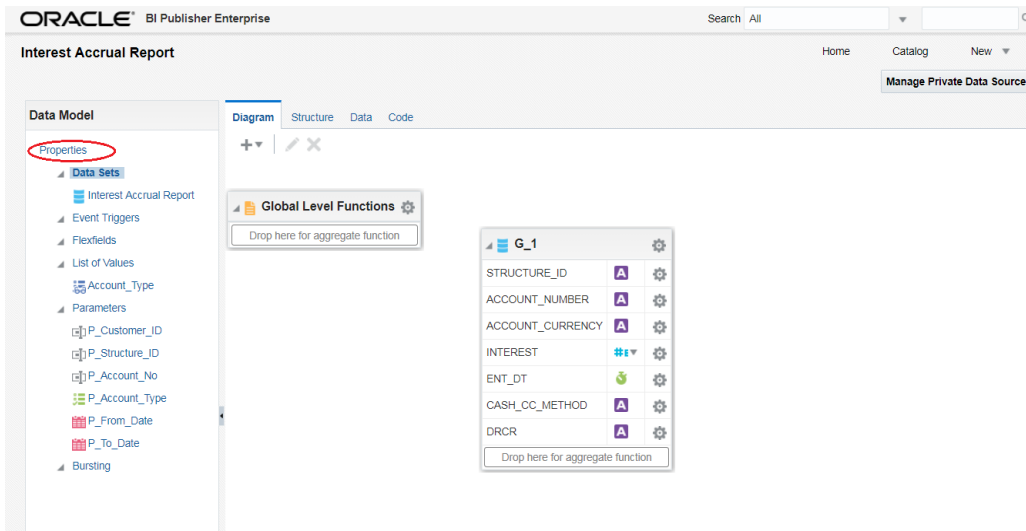 ORACLE® BI Publisher Enterprise Search All
Interest Accrual Report Home Catalog New
Manage Private Data Source
Data Model
Properties
Data Sets
Interest Accrual Report
Event Triggers
Flexfields
List of Values
Account_Type
Parameters
P_Customer_ID
P_Structure_ID
P_Account_No
P_Account_Type
P_From_Date
P_To_Date
Bursting
Diagram Structure Data Code
Global Level Functions
Drop here for aggregate function
G_1
STRUCTURE_ID A
ACCOUNT_NUMBER A
ACCOUNT_CURRENCY A
INTEREST
ENT_DT
CASH_CC_METHOD A
DRCR A
Drop here for aggregate function